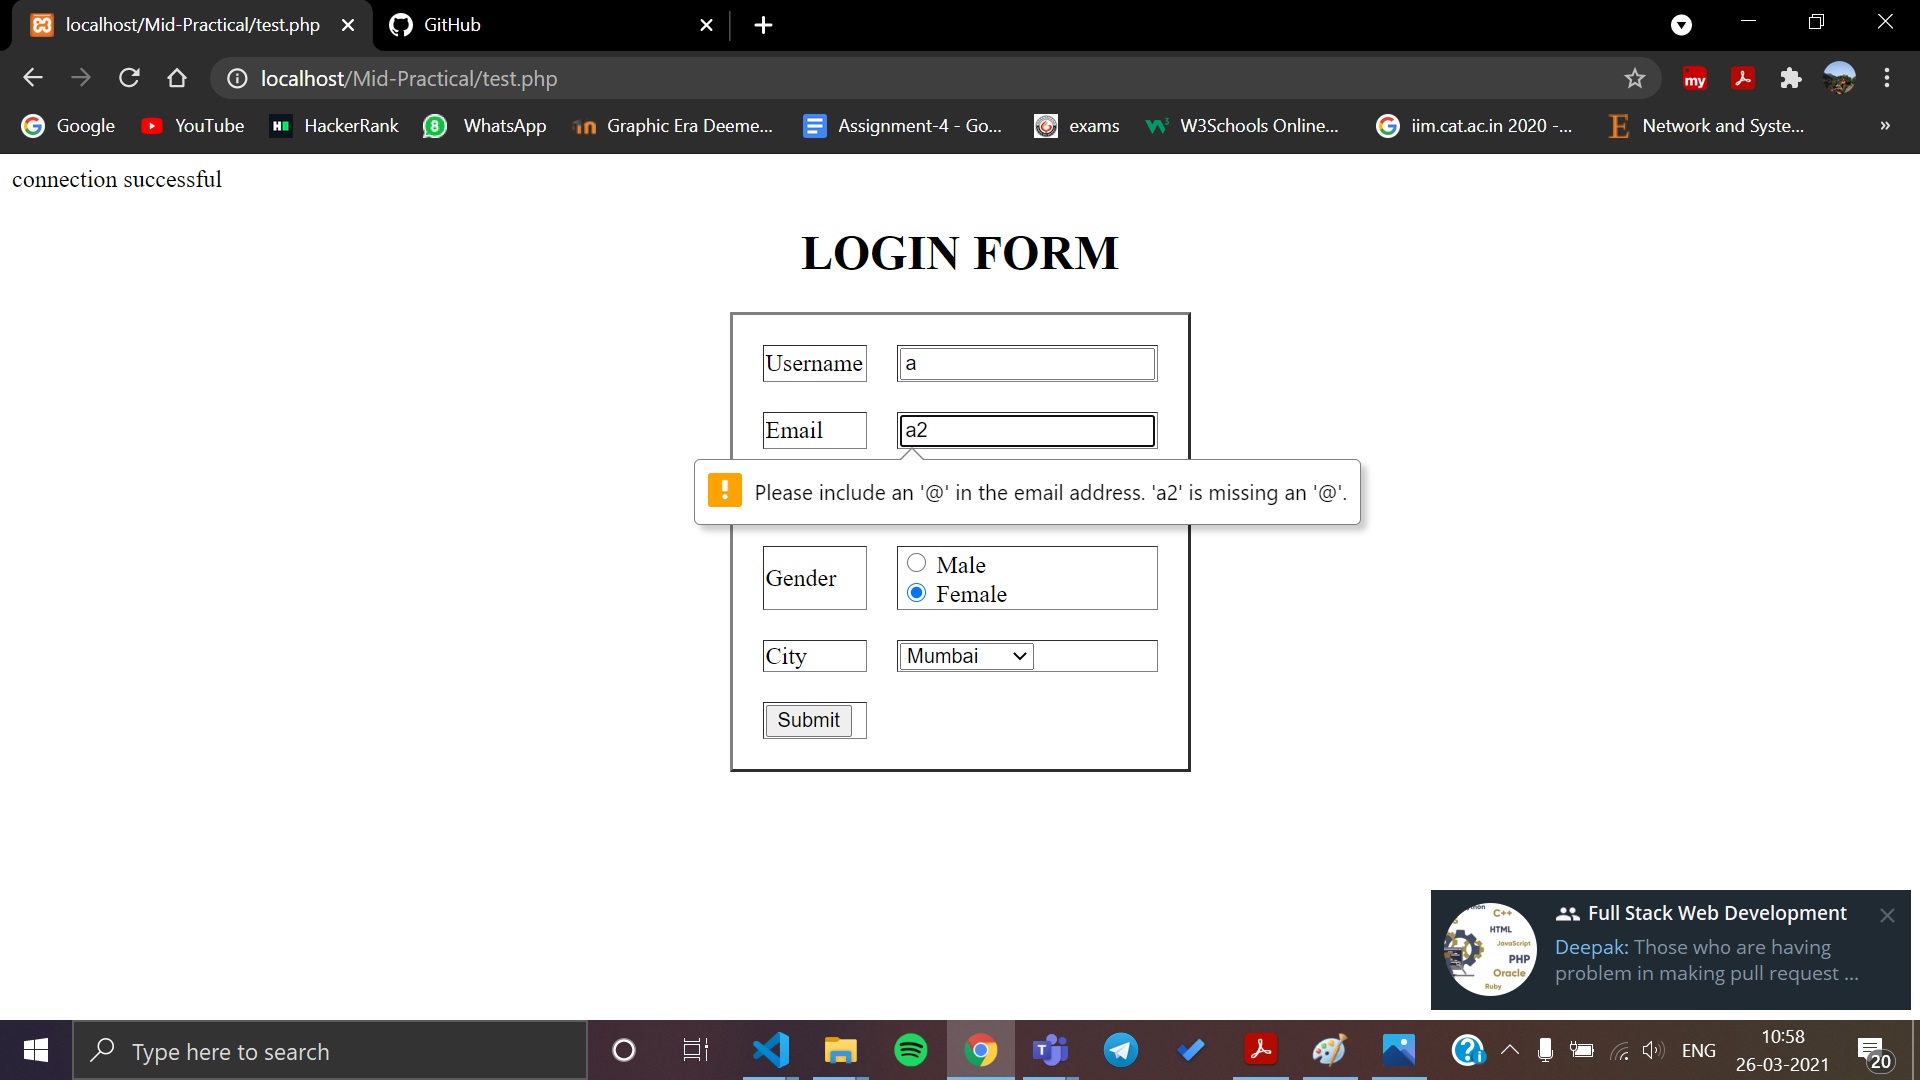 localhost/Mid-Practical/test.php
GitHub
localhost/Mid-Practical/test.php
my
Google
YouTube
HackerRank
WhatsApp
Graphic Era Deeme...
Assignment-4 - Go...
exams
W3Schools Online...
iim.cat.ac.in 2020 -...
Network and Syste...
»
connection successful
LOGIN FORM
Username
a
Email
a2
Please include an '@' in the email address. 'a2' is missing an '@'.
Gender
Male
Female
City
Mumbai
Submit
C++
HTML
JavaScript
PHP
Oracle
Ruby
Full Stack Web Development
Deepak: Those who are having
problem in making pull request ...
Type here to search
ENG
10:58
26-03-2021
20